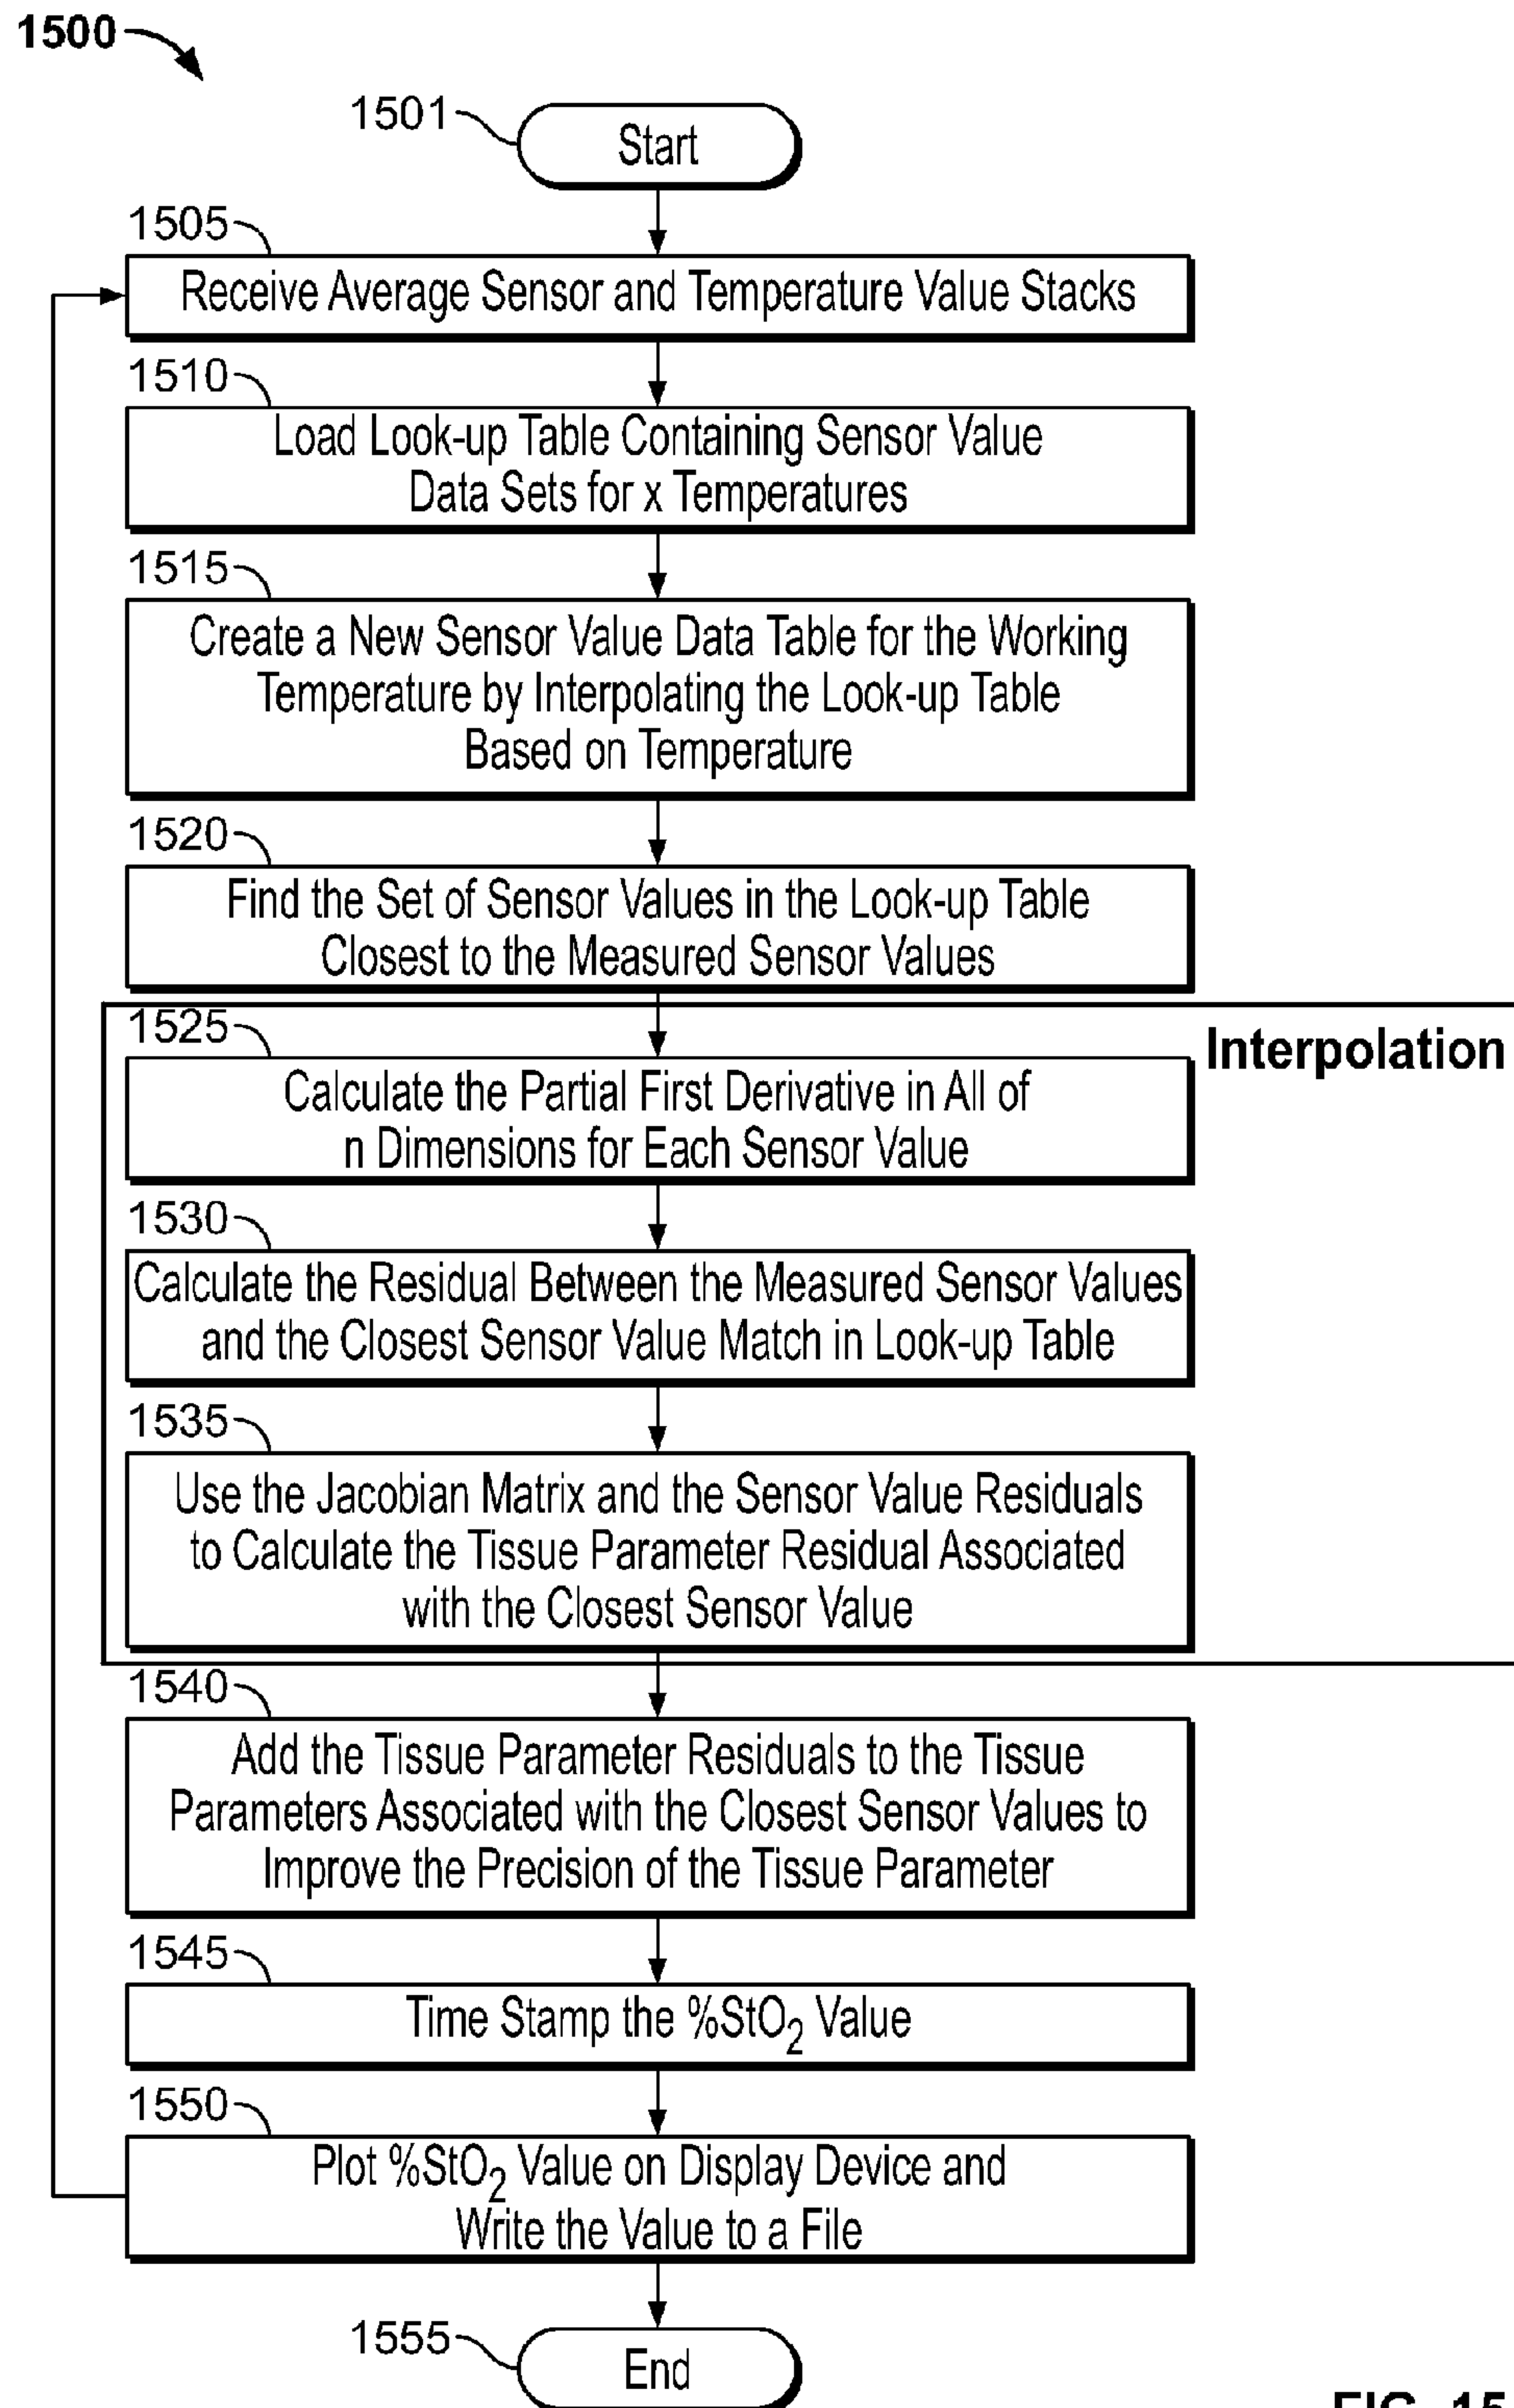 1500
1501
Start
1505
Receive Average Sensor and Temperature Value Stacks
1510
Load Look-up Table Containing Sensor Value
Data Sets for x Temperatures
1515
Create a New Sensor Value Data Table for the Working
Temperature by Interpolating the Look-up Table
Based on Temperature
1520
Find the Set of Sensor Values in the Look-up Table
Closest to the Measured Sensor Values
Interpolation
1525
Calculate the Partial First Derivative in All of
n Dimensions for Each Sensor Value
1530
Calculate the Residual Between the Measured Sensor Values
and the Closest Sensor Value Match in Look-up Table
1535
Use the Jacobian Matrix and the Sensor Value Residuals
to Calculate the Tissue Parameter Residual Associated
with the Closest Sensor Value
1540
Add the Tissue Parameter Residuals to the Tissue
Parameters Associated with the Closest Sensor Values to
Improve the Precision of the Tissue Parameter
1545
Time Stamp the %StO₂ Value
1550
Plot %StO₂ Value on Display Device and
Write the Value to a File
1555
End
FIG. 15